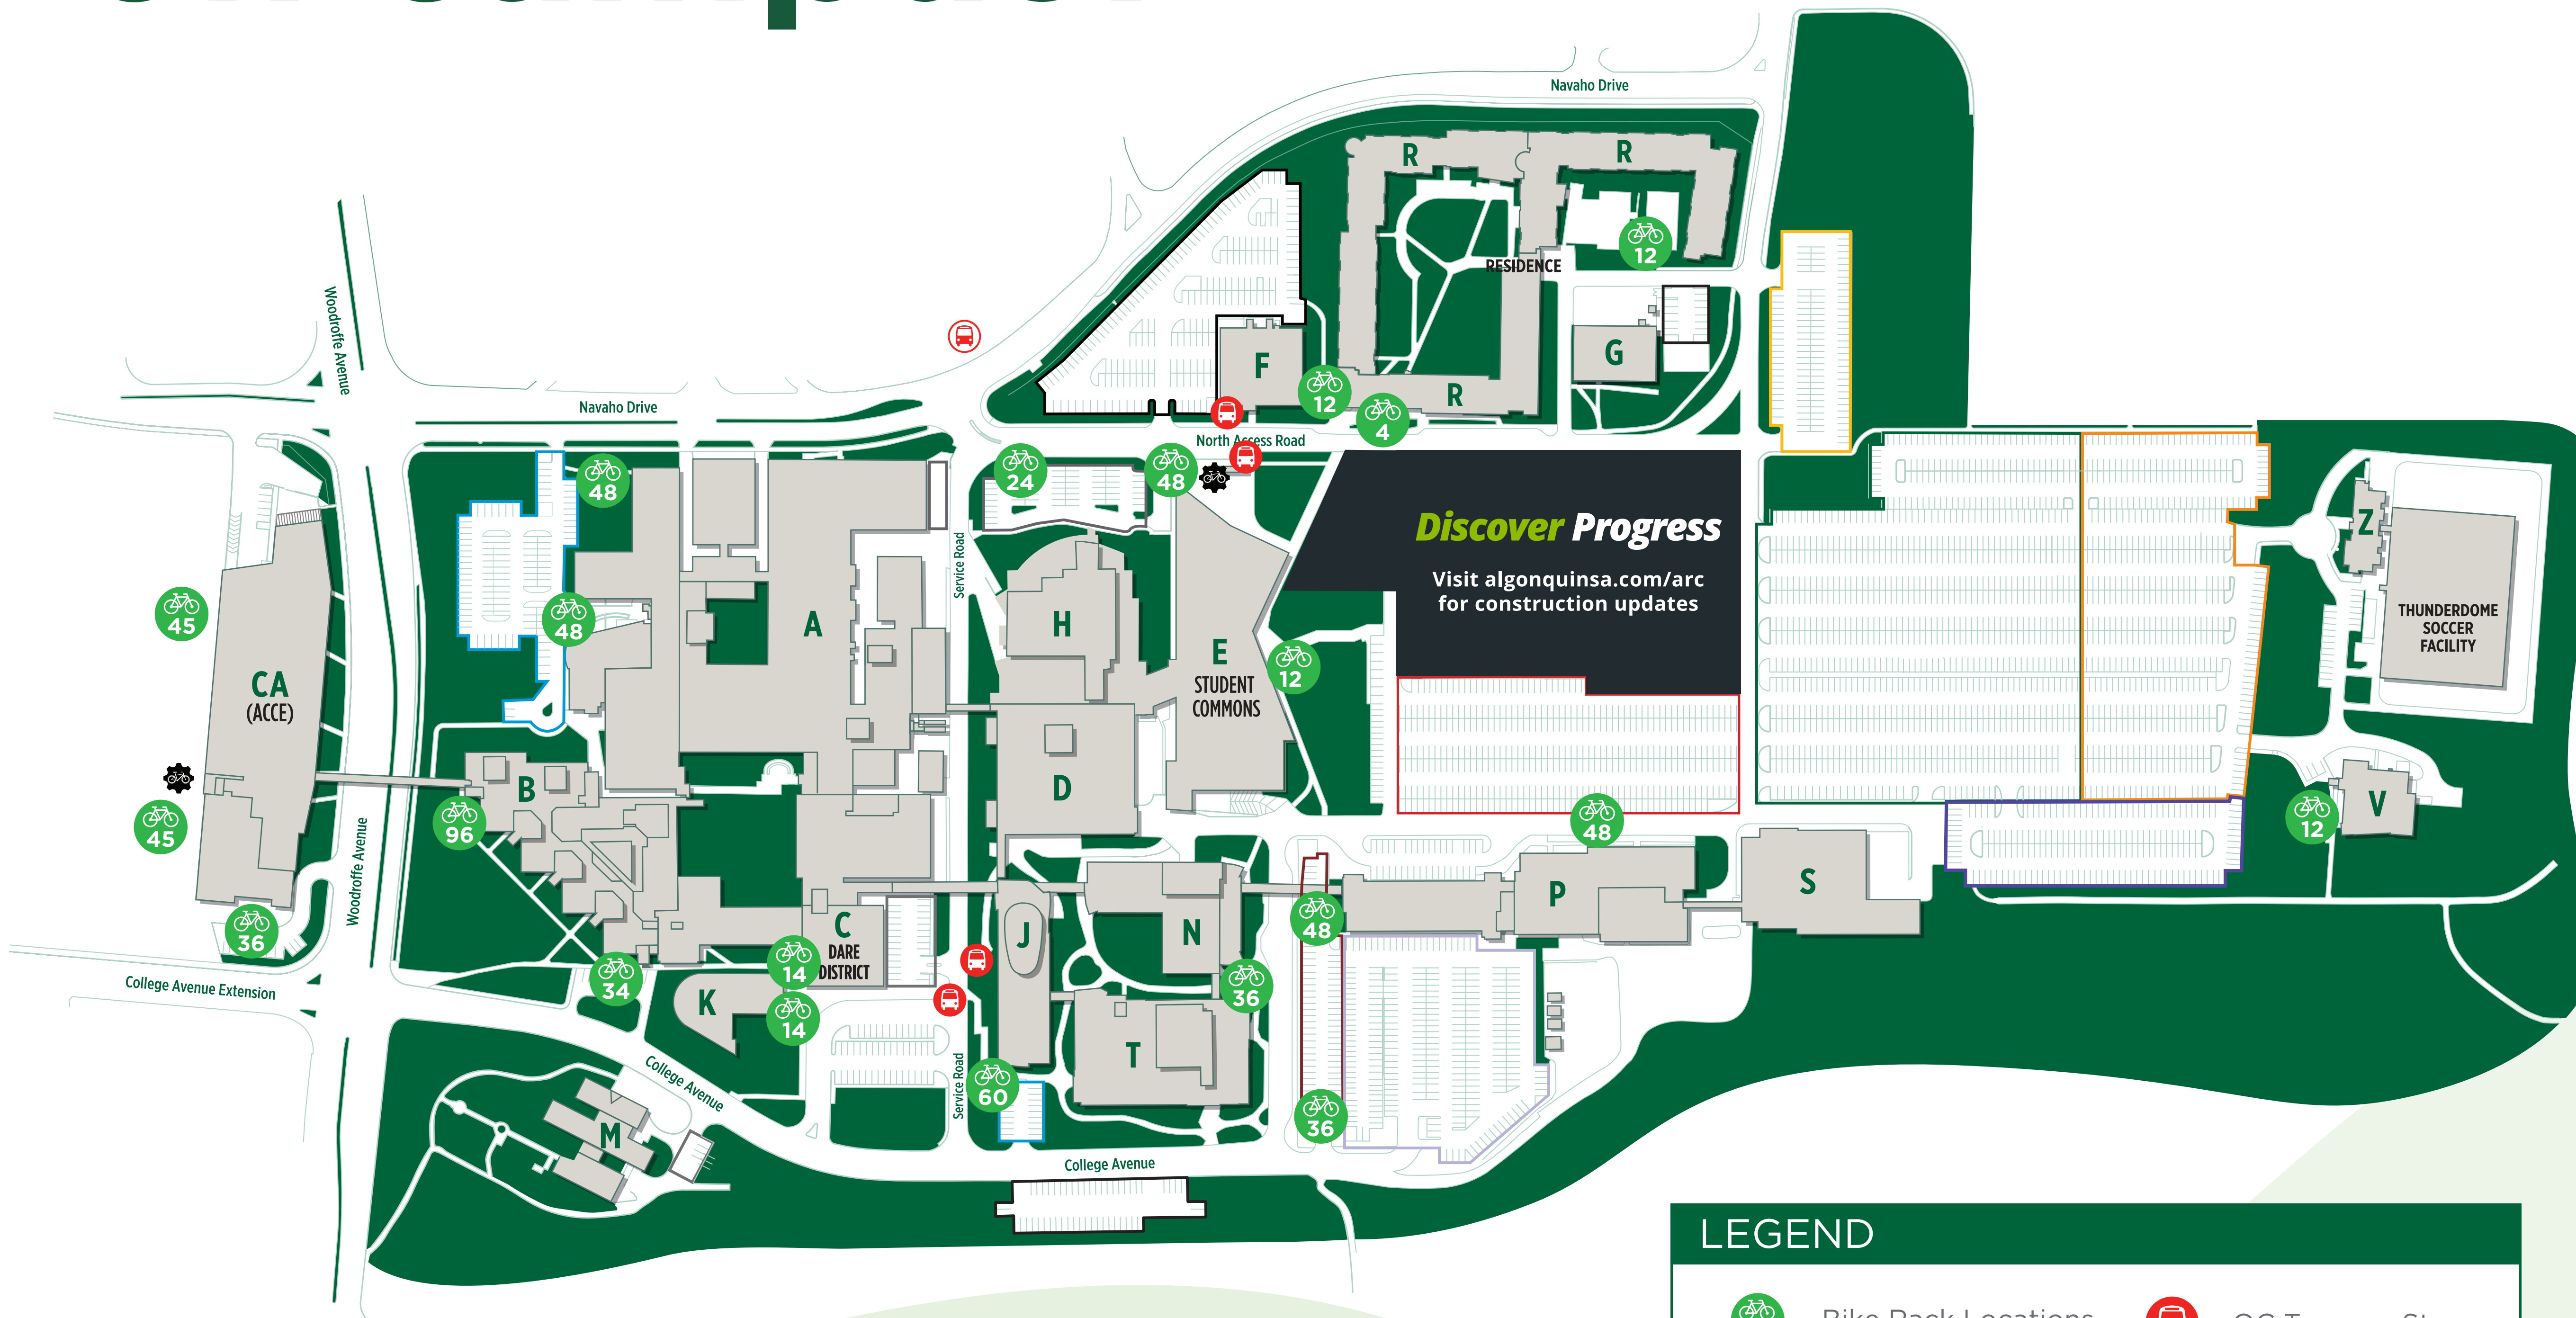 Navaho Drive
R
R
12
RESIDENCE
Woodroffe Avenue
F
G
R
12
4
Navaho Drive
North Access Road
24
48
48
Discover Progress
Visit algonquinsa.com/arc
for construction updates
Z
Service Road
THUNDERDOME
SOCCER
FACILITY
45
48
A
H
E
STUDENT
COMMONS
12
CA
(ACCE)
B
D
V
45
96
48
12
Woodroffe Avenue
S
P
C
DARE
DISTRICT
J
N
48
36
14
34
36
College Avenue Extension
K
14
T
College Avenue
Service Road
60
36
M
College Avenue
LEGEND
Bike Rack Locations